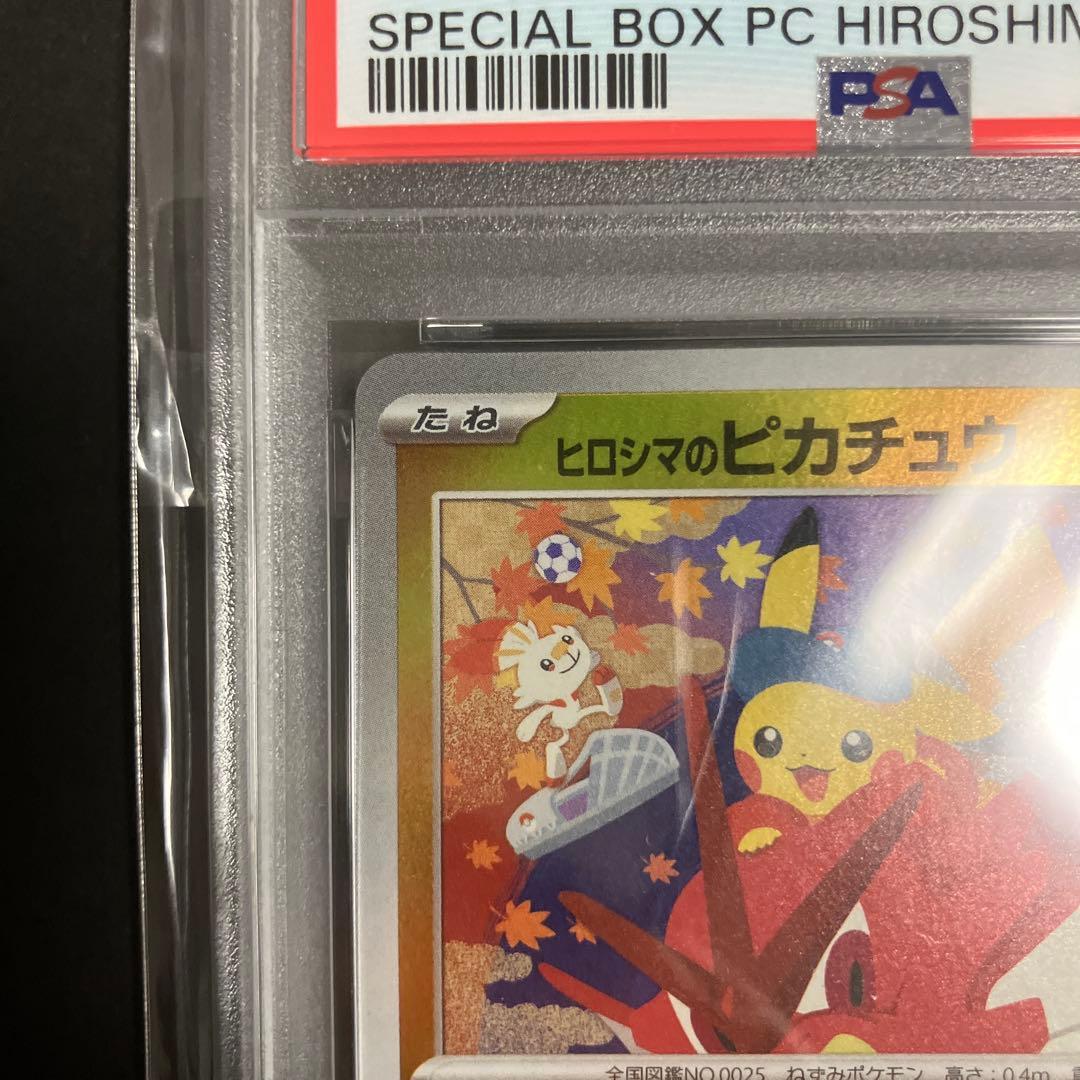 SPECIAL BOX PC HIROSHIM
PSA
たね
ヒロシマのピカチュウ
全国図鑑NO.0025 ねずみポケモン 高さ：0.4m